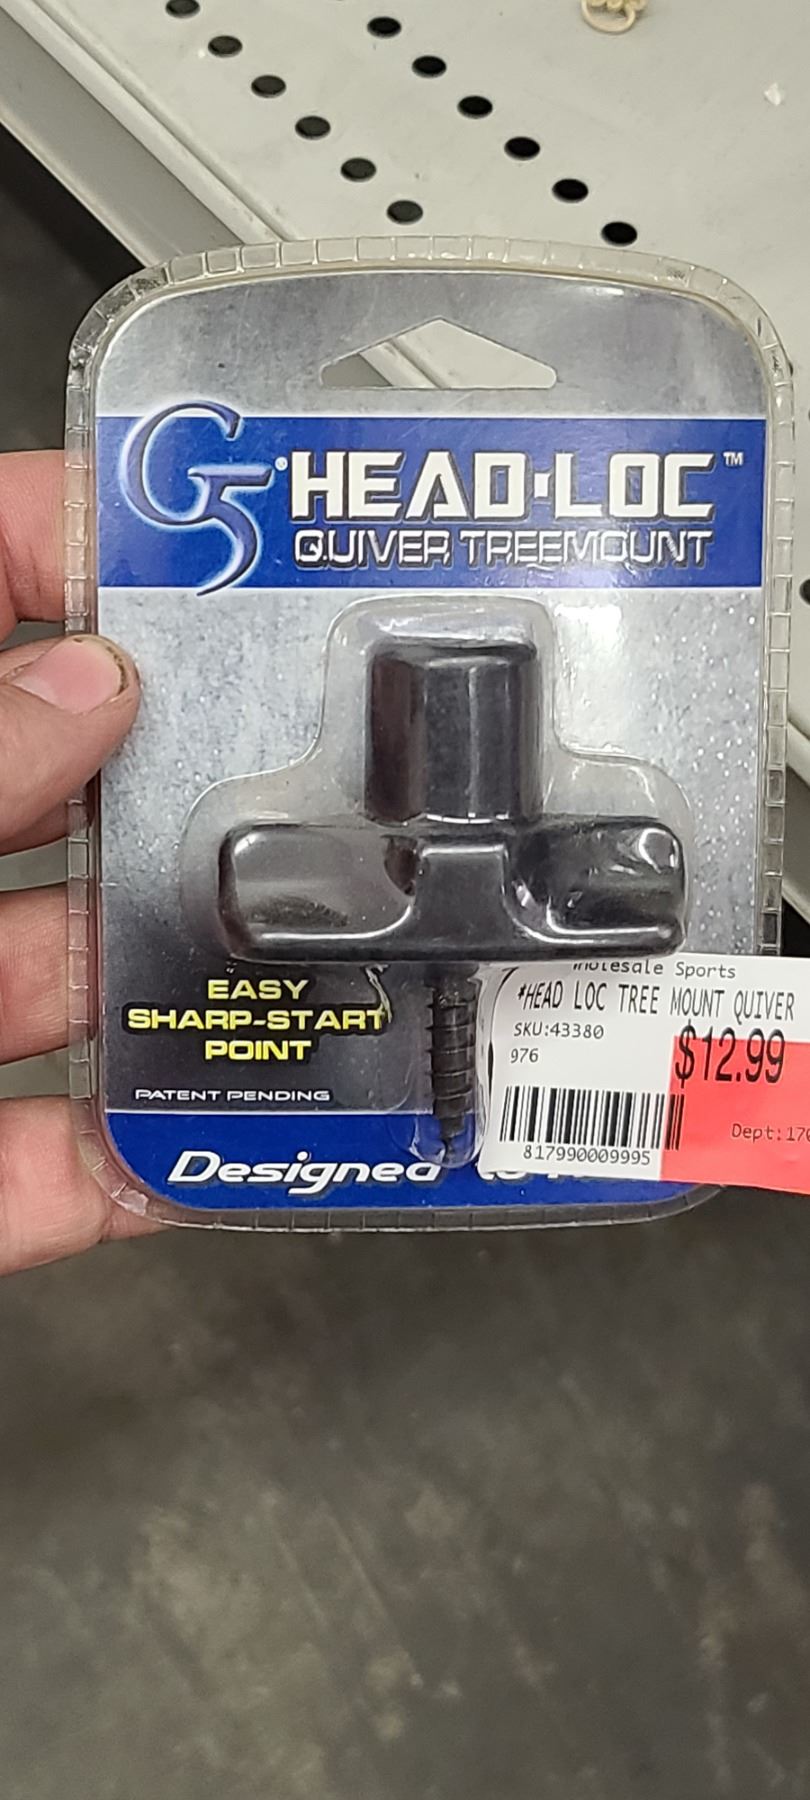 G5® HEAD·LOC™
QUIVER TREEMOUNT
EASY
SHARP-START
POINT
PATENT PENDING
Designed
Wholesale Sports
*HEAD LOC TREE MOUNT QUIVER
SKU:43380
976
$12.99
Dept:170
817990009995